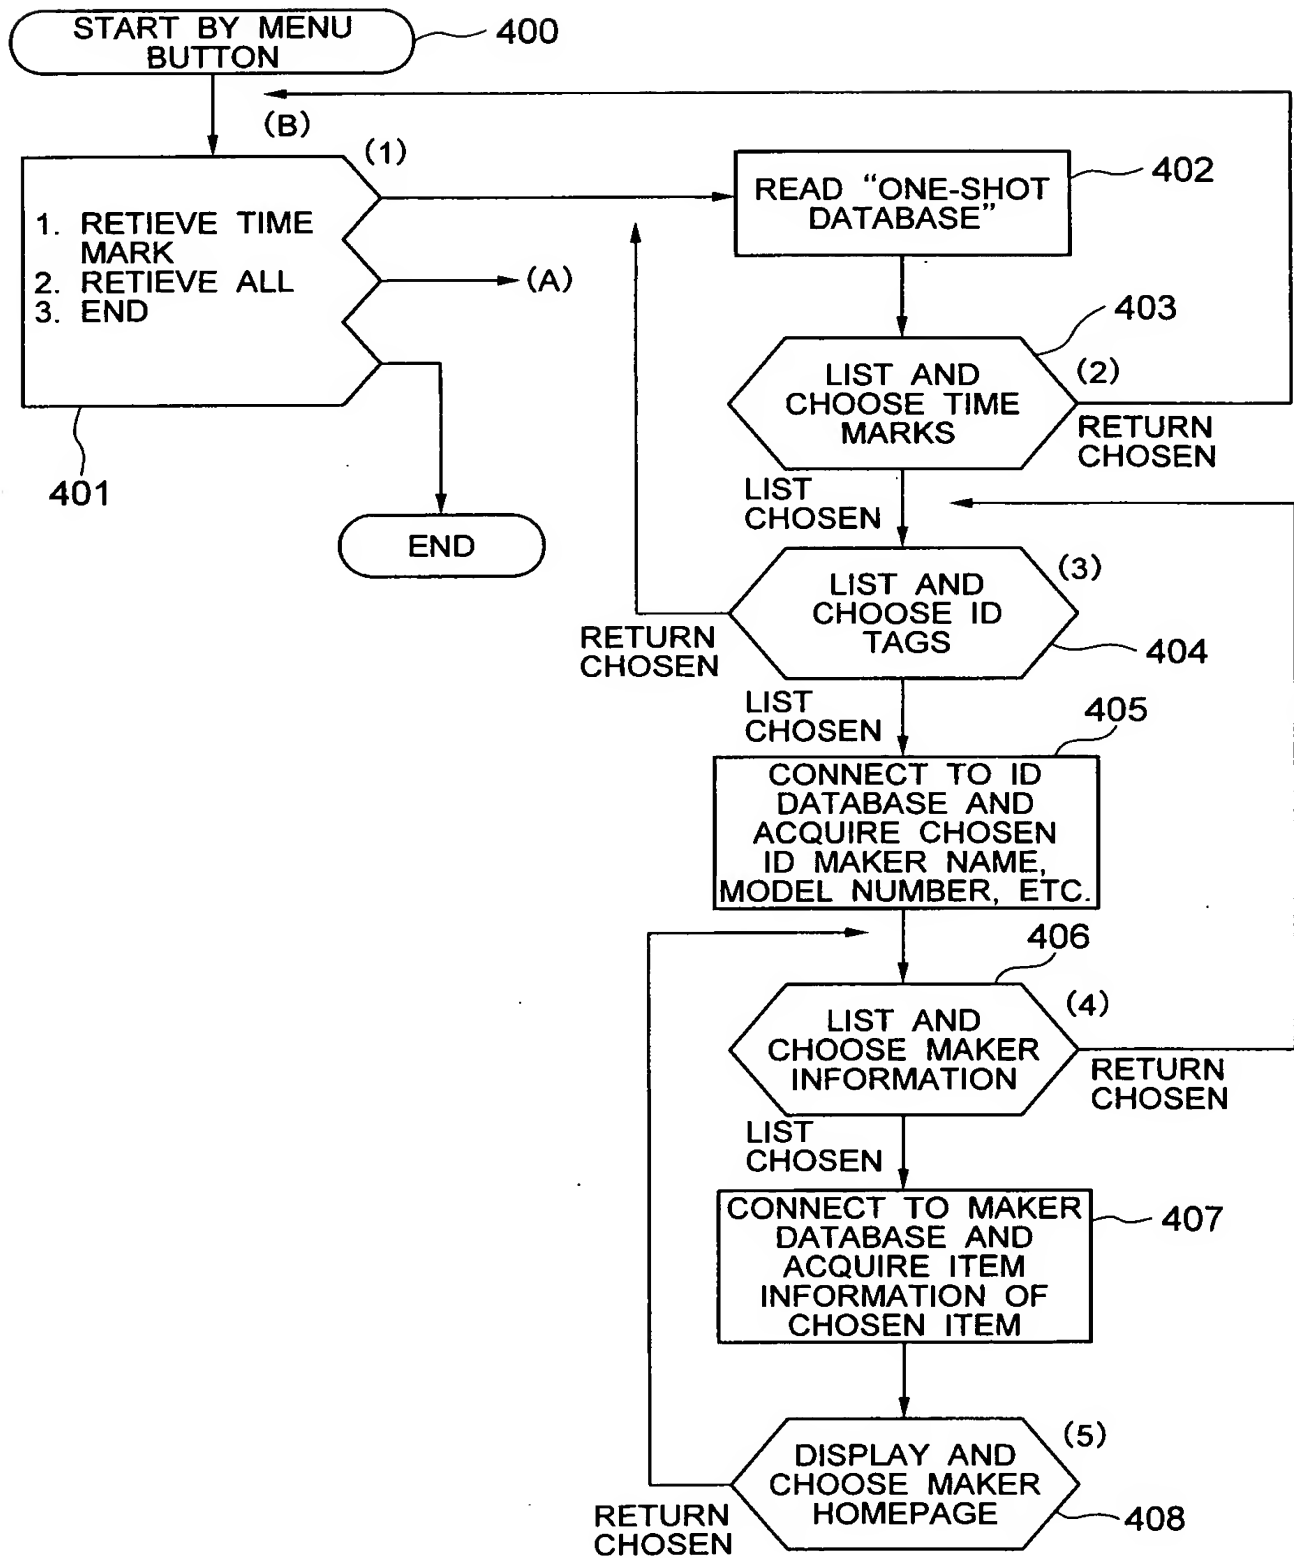 START BY MENU
BUTTON
400
(B)
(1)
1. RETIEVE TIME
MARK
2. RETIEVE ALL
3. END
401
(A)
END
READ “ONE-SHOT
DATABASE”
402
403
LIST AND
CHOOSE TIME
MARKS
(2)
RETURN
CHOSEN
LIST
CHOSEN
LIST AND
CHOOSE ID
TAGS
(3)
404
RETURN
CHOSEN
LIST
CHOSEN
405
CONNECT TO ID
DATABASE AND
ACQUIRE CHOSEN
ID MAKER NAME,
MODEL NUMBER, ETC.
406
LIST AND
CHOOSE MAKER
INFORMATION
(4)
RETURN
CHOSEN
LIST
CHOSEN
CONNECT TO MAKER
DATABASE AND
ACQUIRE ITEM
INFORMATION OF
CHOSEN ITEM
407
DISPLAY AND
CHOOSE MAKER
HOMEPAGE
(5)
408
RETURN
CHOSEN